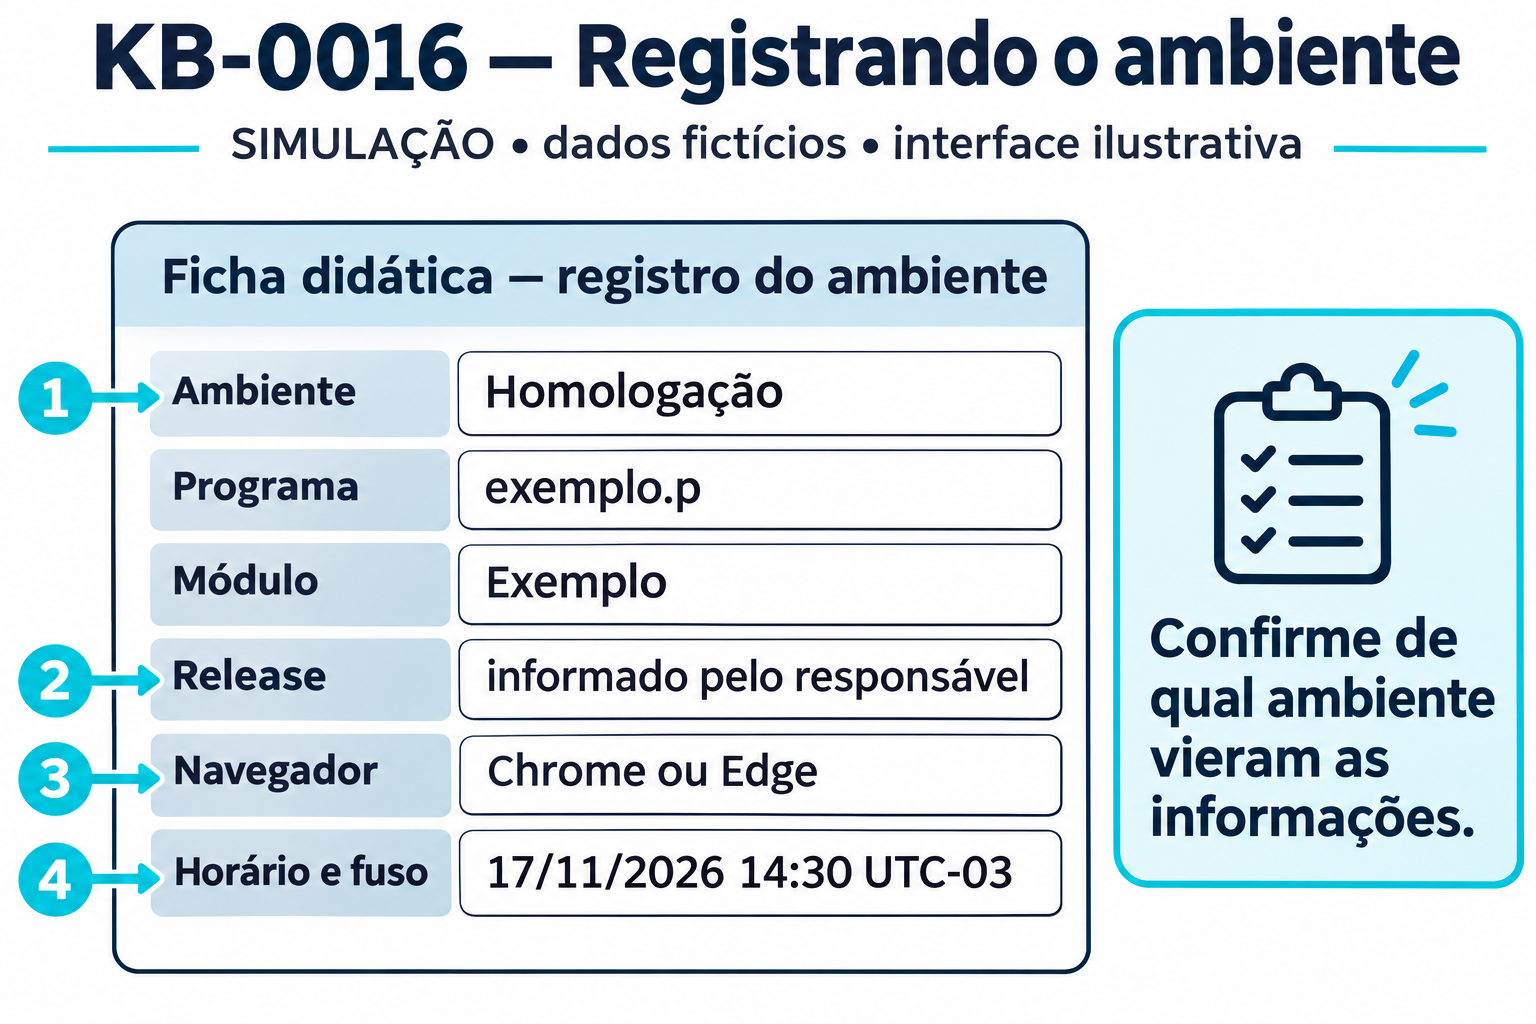 KB-0016 — Registrando o ambiente
SIMULAÇÃO • dados fictícios • interface ilustrativa
Ficha didática — registro do ambiente
1 Ambiente Homologação
Programa exemplo.p
Módulo Exemplo
2 Release informado pelo responsável
3 Navegador Chrome ou Edge
4 Horário e fuso 17/11/2026 14:30 UTC-03
Confirme de
qual ambiente
vieram as
informações.